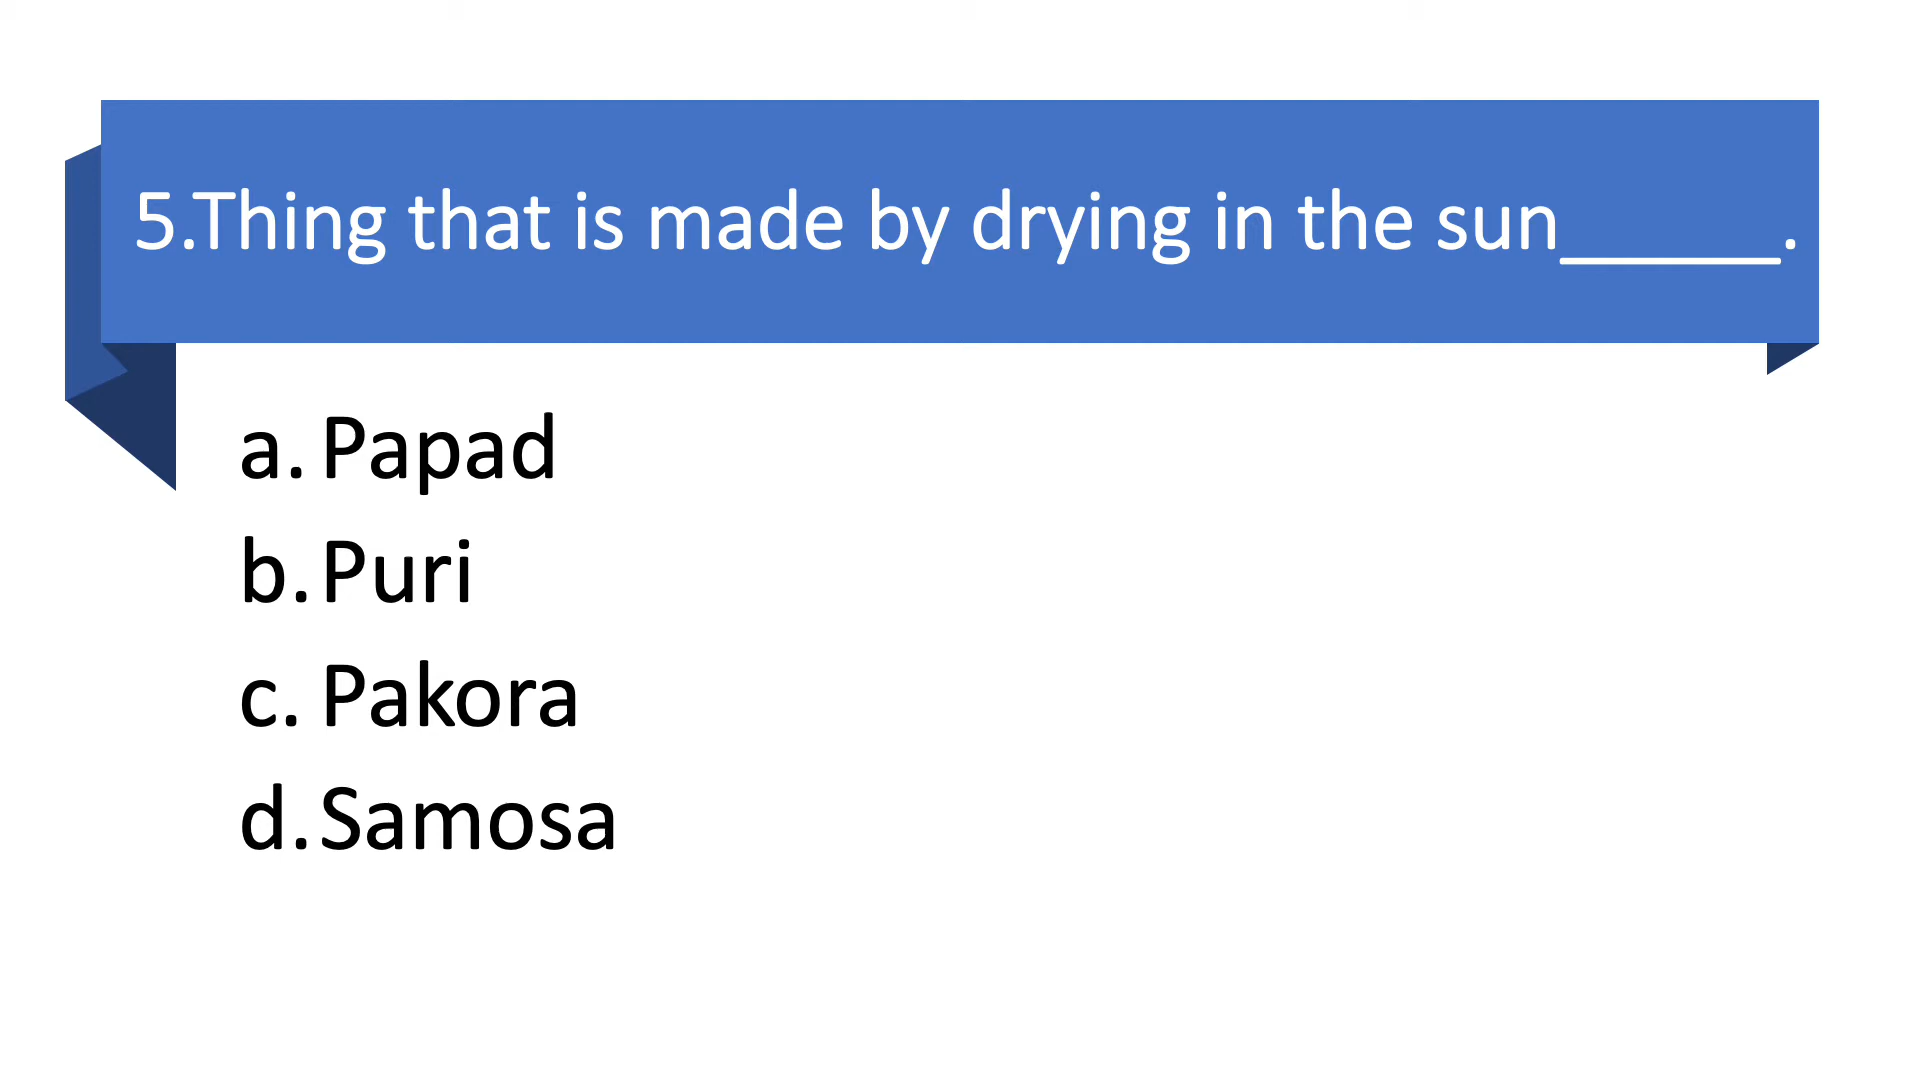 5.Thing that is made by drying in the sun______.
a. Papad
b. Puri
c. Pakora
d. Samosa